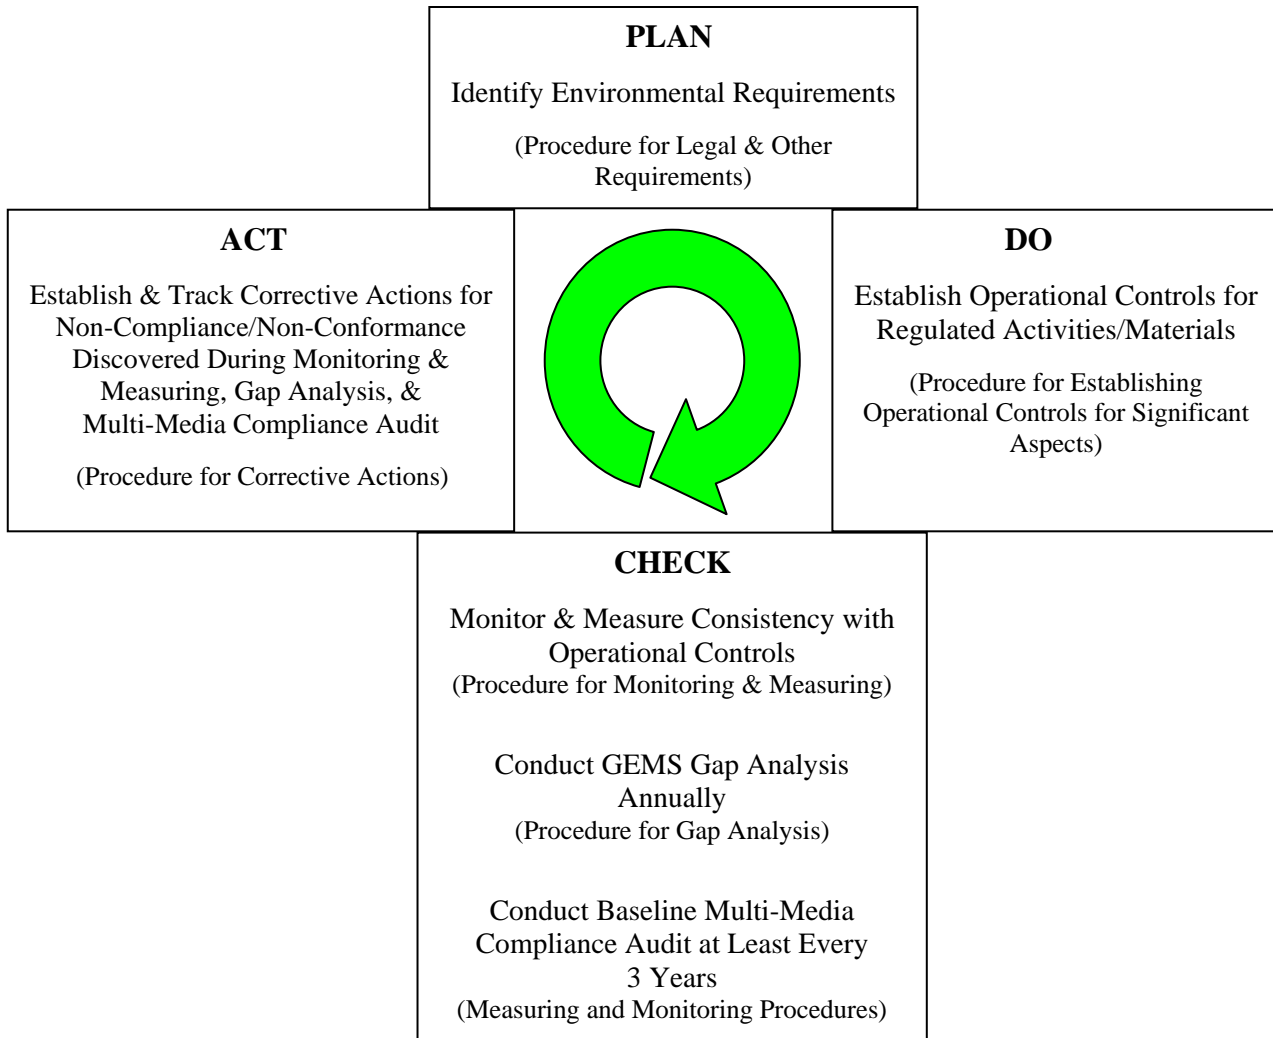 PLAN
Identify Environmental Requirements
(Procedure for Legal & Other
Requirements)
ACT
Establish & Track Corrective Actions for
Non-Compliance/Non-Conformance
Discovered During Monitoring &
Measuring, Gap Analysis, &
Multi-Media Compliance Audit
(Procedure for Corrective Actions)
DO
Establish Operational Controls for
Regulated Activities/Materials
(Procedure for Establishing
Operational Controls for Significant
Aspects)
CHECK
Monitor & Measure Consistency with
Operational Controls
(Procedure for Monitoring & Measuring)
Conduct GEMS Gap Analysis
Annually
(Procedure for Gap Analysis)
Conduct Baseline Multi-Media
Compliance Audit at Least Every
3 Years
(Measuring and Monitoring Procedures)